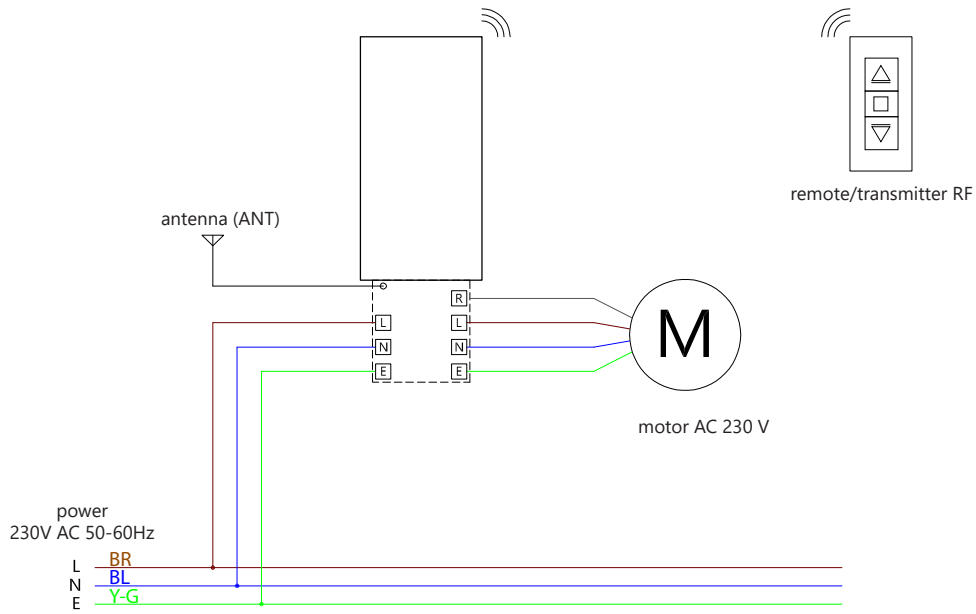 antenna (ANT)
remote/transmitter RF
R
L
L
N
N
E
E
M
motor AC 230 V
power
230V AC 50-60Hz
L
BR
N
BL
E
Y-G